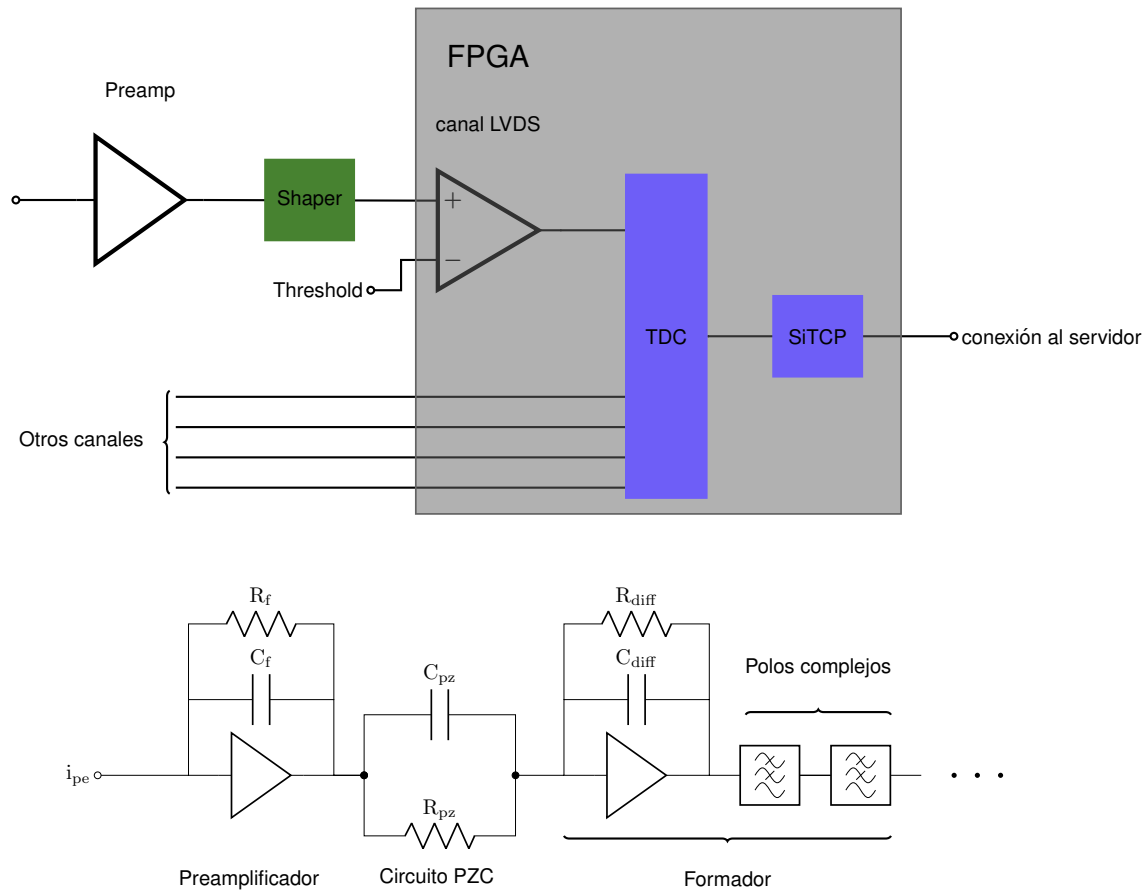 FPGA
Preamp
canal LVDS
Shaper
+
−
Threshold
TDC
SiTCP
conexión al servidor
Otros canales
R_f
R_diff
C_f
C_pz
C_diff
Polos complejos
i_pe
R_pz
Preamplificador
Circuito PZC
Formador